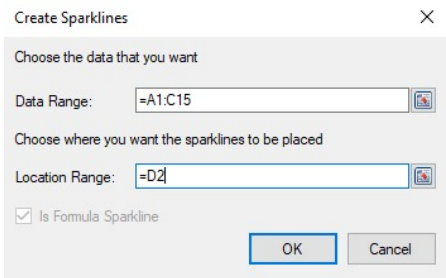 Create Sparklines
Choose the data that you want
Data Range: =A1:C15
Choose where you want the sparklines to be placed
Location Range: =D2
Is Formula Sparkline
OK Cancel